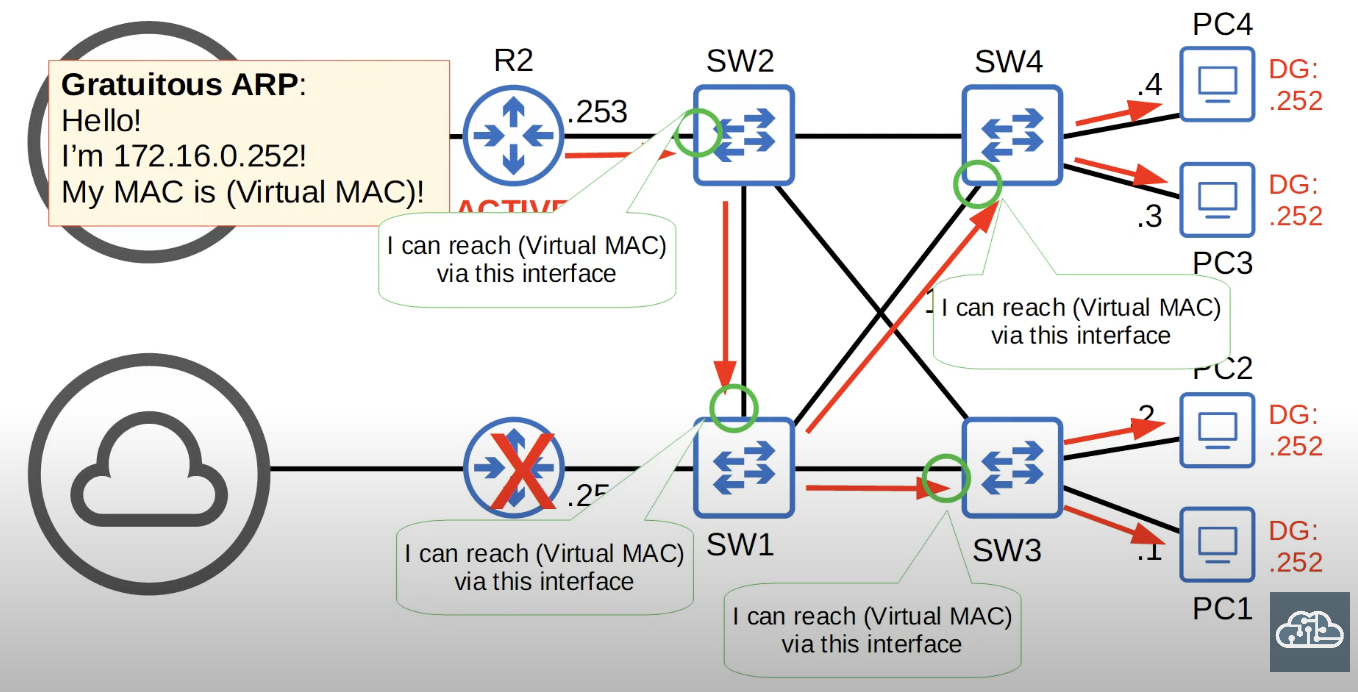 Gratuitous ARP:
Hello!
I'm 172.16.0.252!
My MAC is (Virtual MAC)!
R2
.253
ACTIVE
SW2
SW4
PC4
.4
DG:
.252
DG:
.252
.3
PC3
I can reach (Virtual MAC)
via this interface
I can reach (Virtual MAC)
via this interface
PC2
.2
DG:
.252
.25
SW1
SW3
I can reach (Virtual MAC)
via this interface
I can reach (Virtual MAC)
via this interface
DG:
.252
.1
PC1